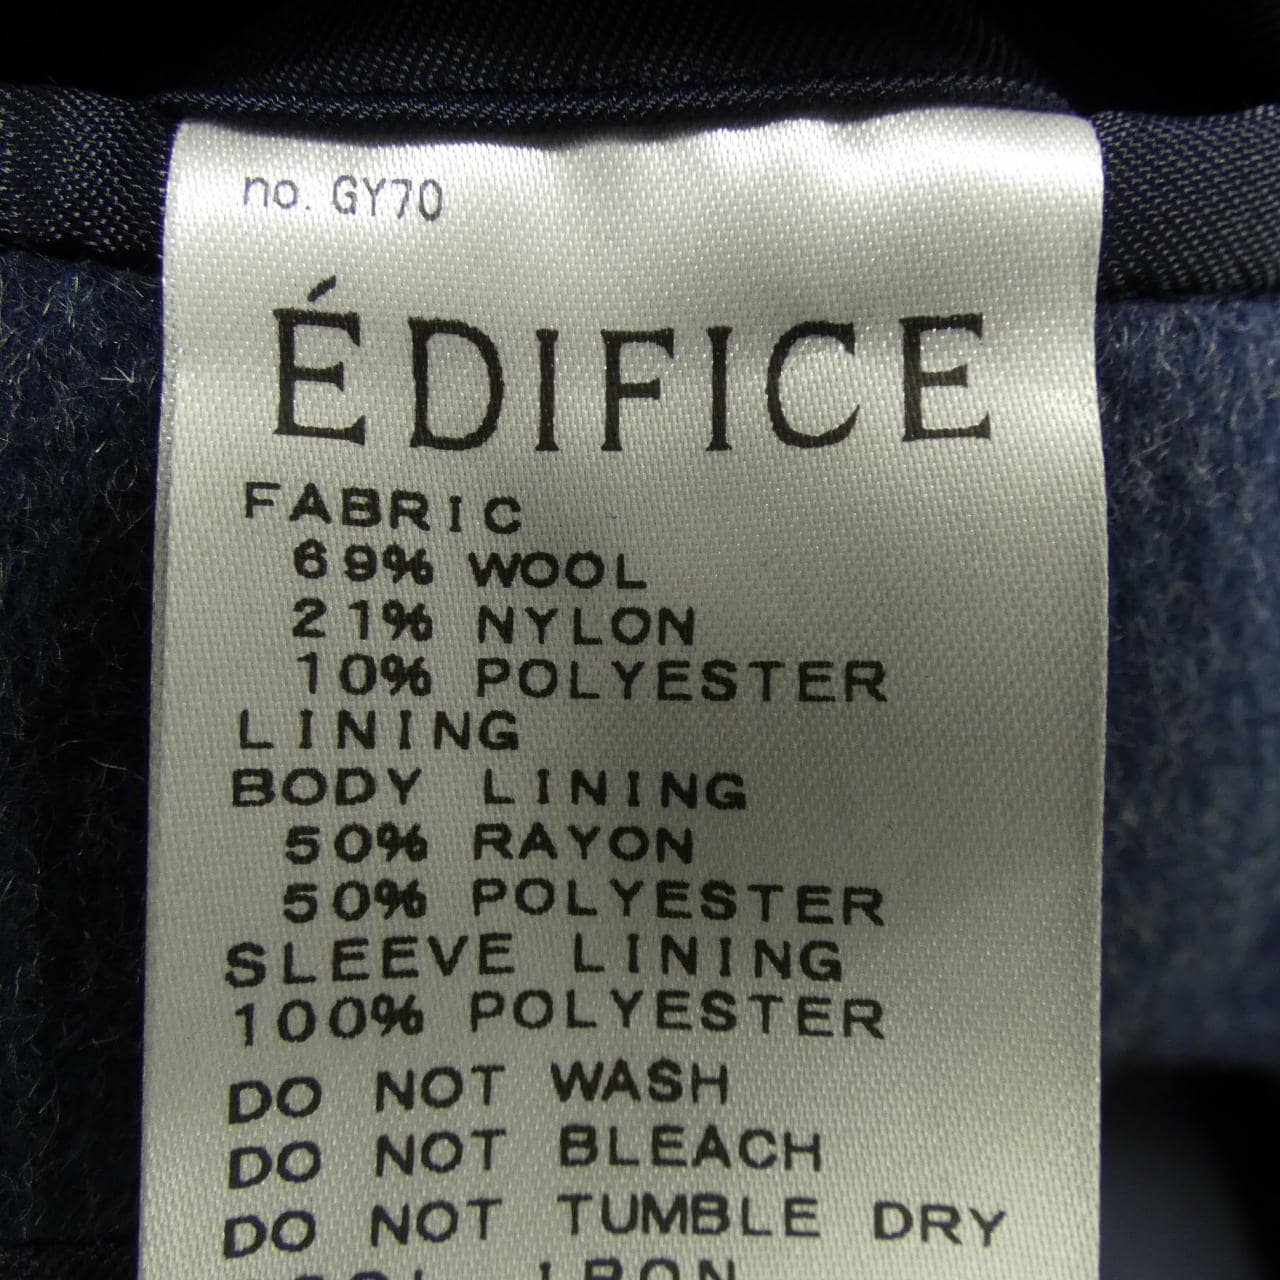 no. GY70
ÉDIFICE
FABRIC
69% WOOL
21% NYLON
10% POLYESTER
LINING
BODY LINING
50% RAYON
50% POLYESTER
SLEEVE LINING
100% POLYESTER
DO NOT WASH
DO NOT BLEACH
DO NOT TUMBLE DRY
IRON